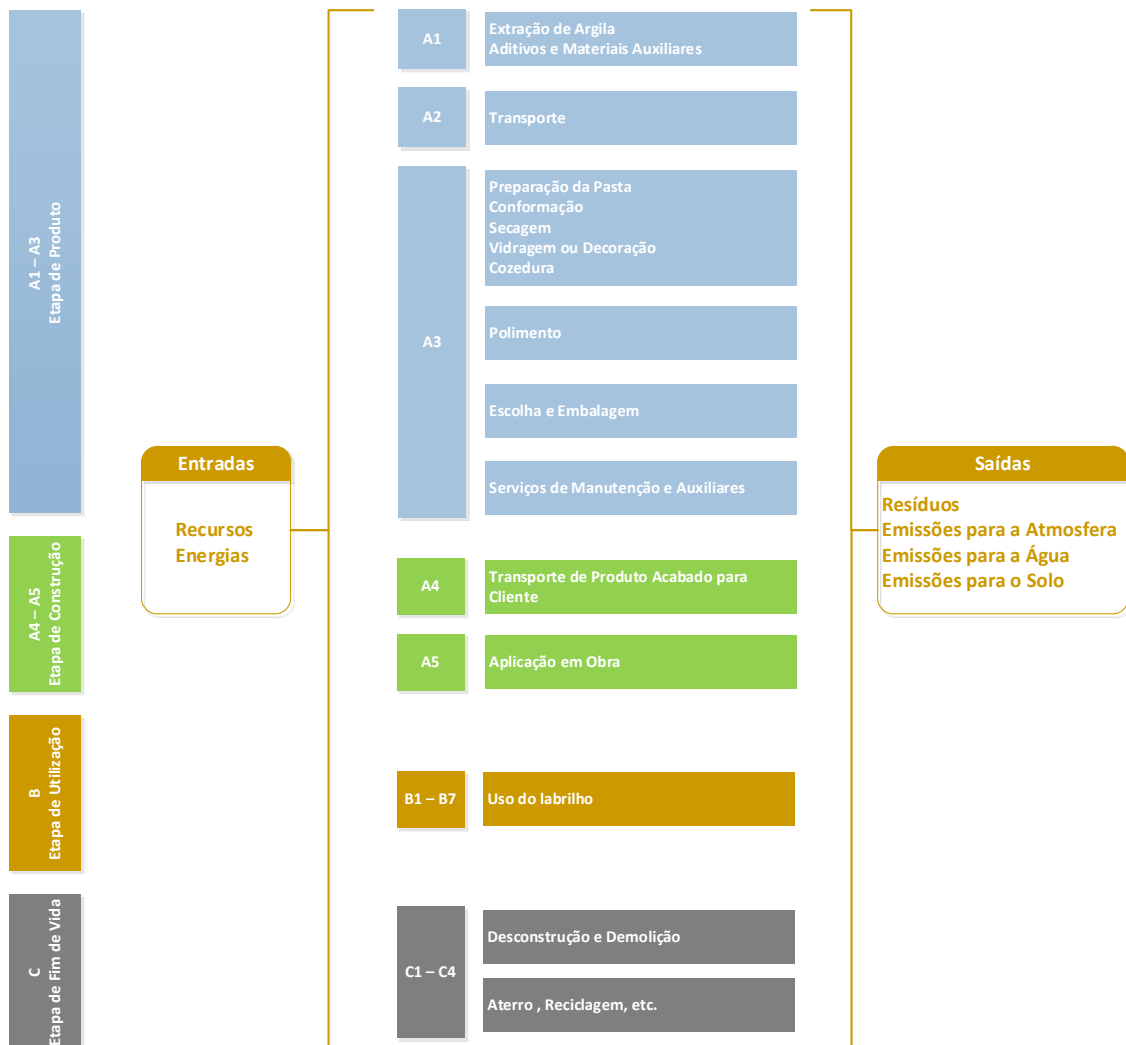 A1 – A3
Etapa de Produto
A1
Extração de Argila
Aditivos e Materiais Auxiliares
A2
Transporte
A3
Preparação da Pasta
Conformação
Secagem
Vidragem ou Decoração
Cozedura
Polimento
Escolha e Embalagem
Serviços de Manutenção e Auxiliares
Entradas
Recursos
Energias
Saídas
Resíduos
Emissões para a Atmosfera
Emissões para a Água
Emissões para o Solo
A4 – A5
Etapa de Construção
A4
Transporte de Produto Acabado para
Cliente
A5
Aplicação em Obra
B
Etapa de Utilização
B1 – B7
Uso do labrilho
C
Etapa de Fim de Vida
C1 – C4
Desconstrução e Demolição
Aterro , Reciclagem, etc.